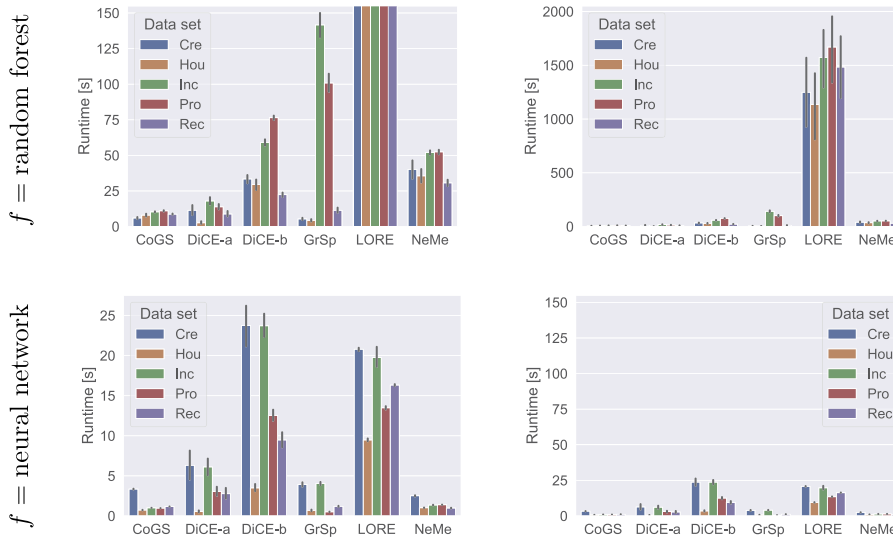 f = random forest
Runtime [s]
150
125
100
75
50
25
0
Data set
Cre
Hou
Inc
Pro
Rec
CoGS DiCE-a DiCE-b GrSp LORE NeMe
Runtime [s]
2000
1500
1000
500
0
Data set
Cre
Hou
Inc
Pro
Rec
CoGS DiCE-a DiCE-b GrSp LORE NeMe
f = neural network
Runtime [s]
25
20
15
10
5
0
Data set
Cre
Hou
Inc
Pro
Rec
CoGS DiCE-a DiCE-b GrSp LORE NeMe
Runtime [s]
150
125
100
75
50
25
0
Data set
Cre
Hou
Inc
Pro
Rec
CoGS DiCE-a DiCE-b GrSp LORE NeMe